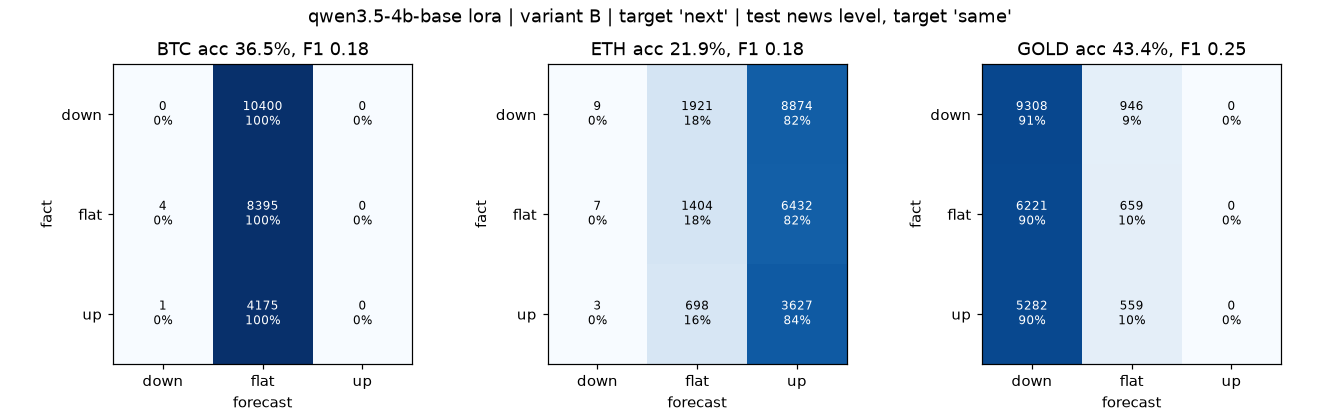 qwen3.5-4b-base lora | variant B | target 'next' | test news level, target 'same'
BTC acc 36.5%, F1 0.18
down
flat
up
fact
0
0%
10400
100%
0
0%
4
0%
8395
100%
0
0%
1
0%
4175
100%
0
0%
down
flat
up
forecast
ETH acc 21.9%, F1 0.18
down
flat
up
fact
9
0%
1921
18%
8874
82%
7
0%
1404
18%
6432
82%
3
0%
698
16%
3627
84%
down
flat
up
forecast
GOLD acc 43.4%, F1 0.25
down
flat
up
fact
9308
91%
946
9%
0
0%
6221
90%
659
10%
0
0%
5282
90%
559
10%
0
0%
down
flat
up
forecast